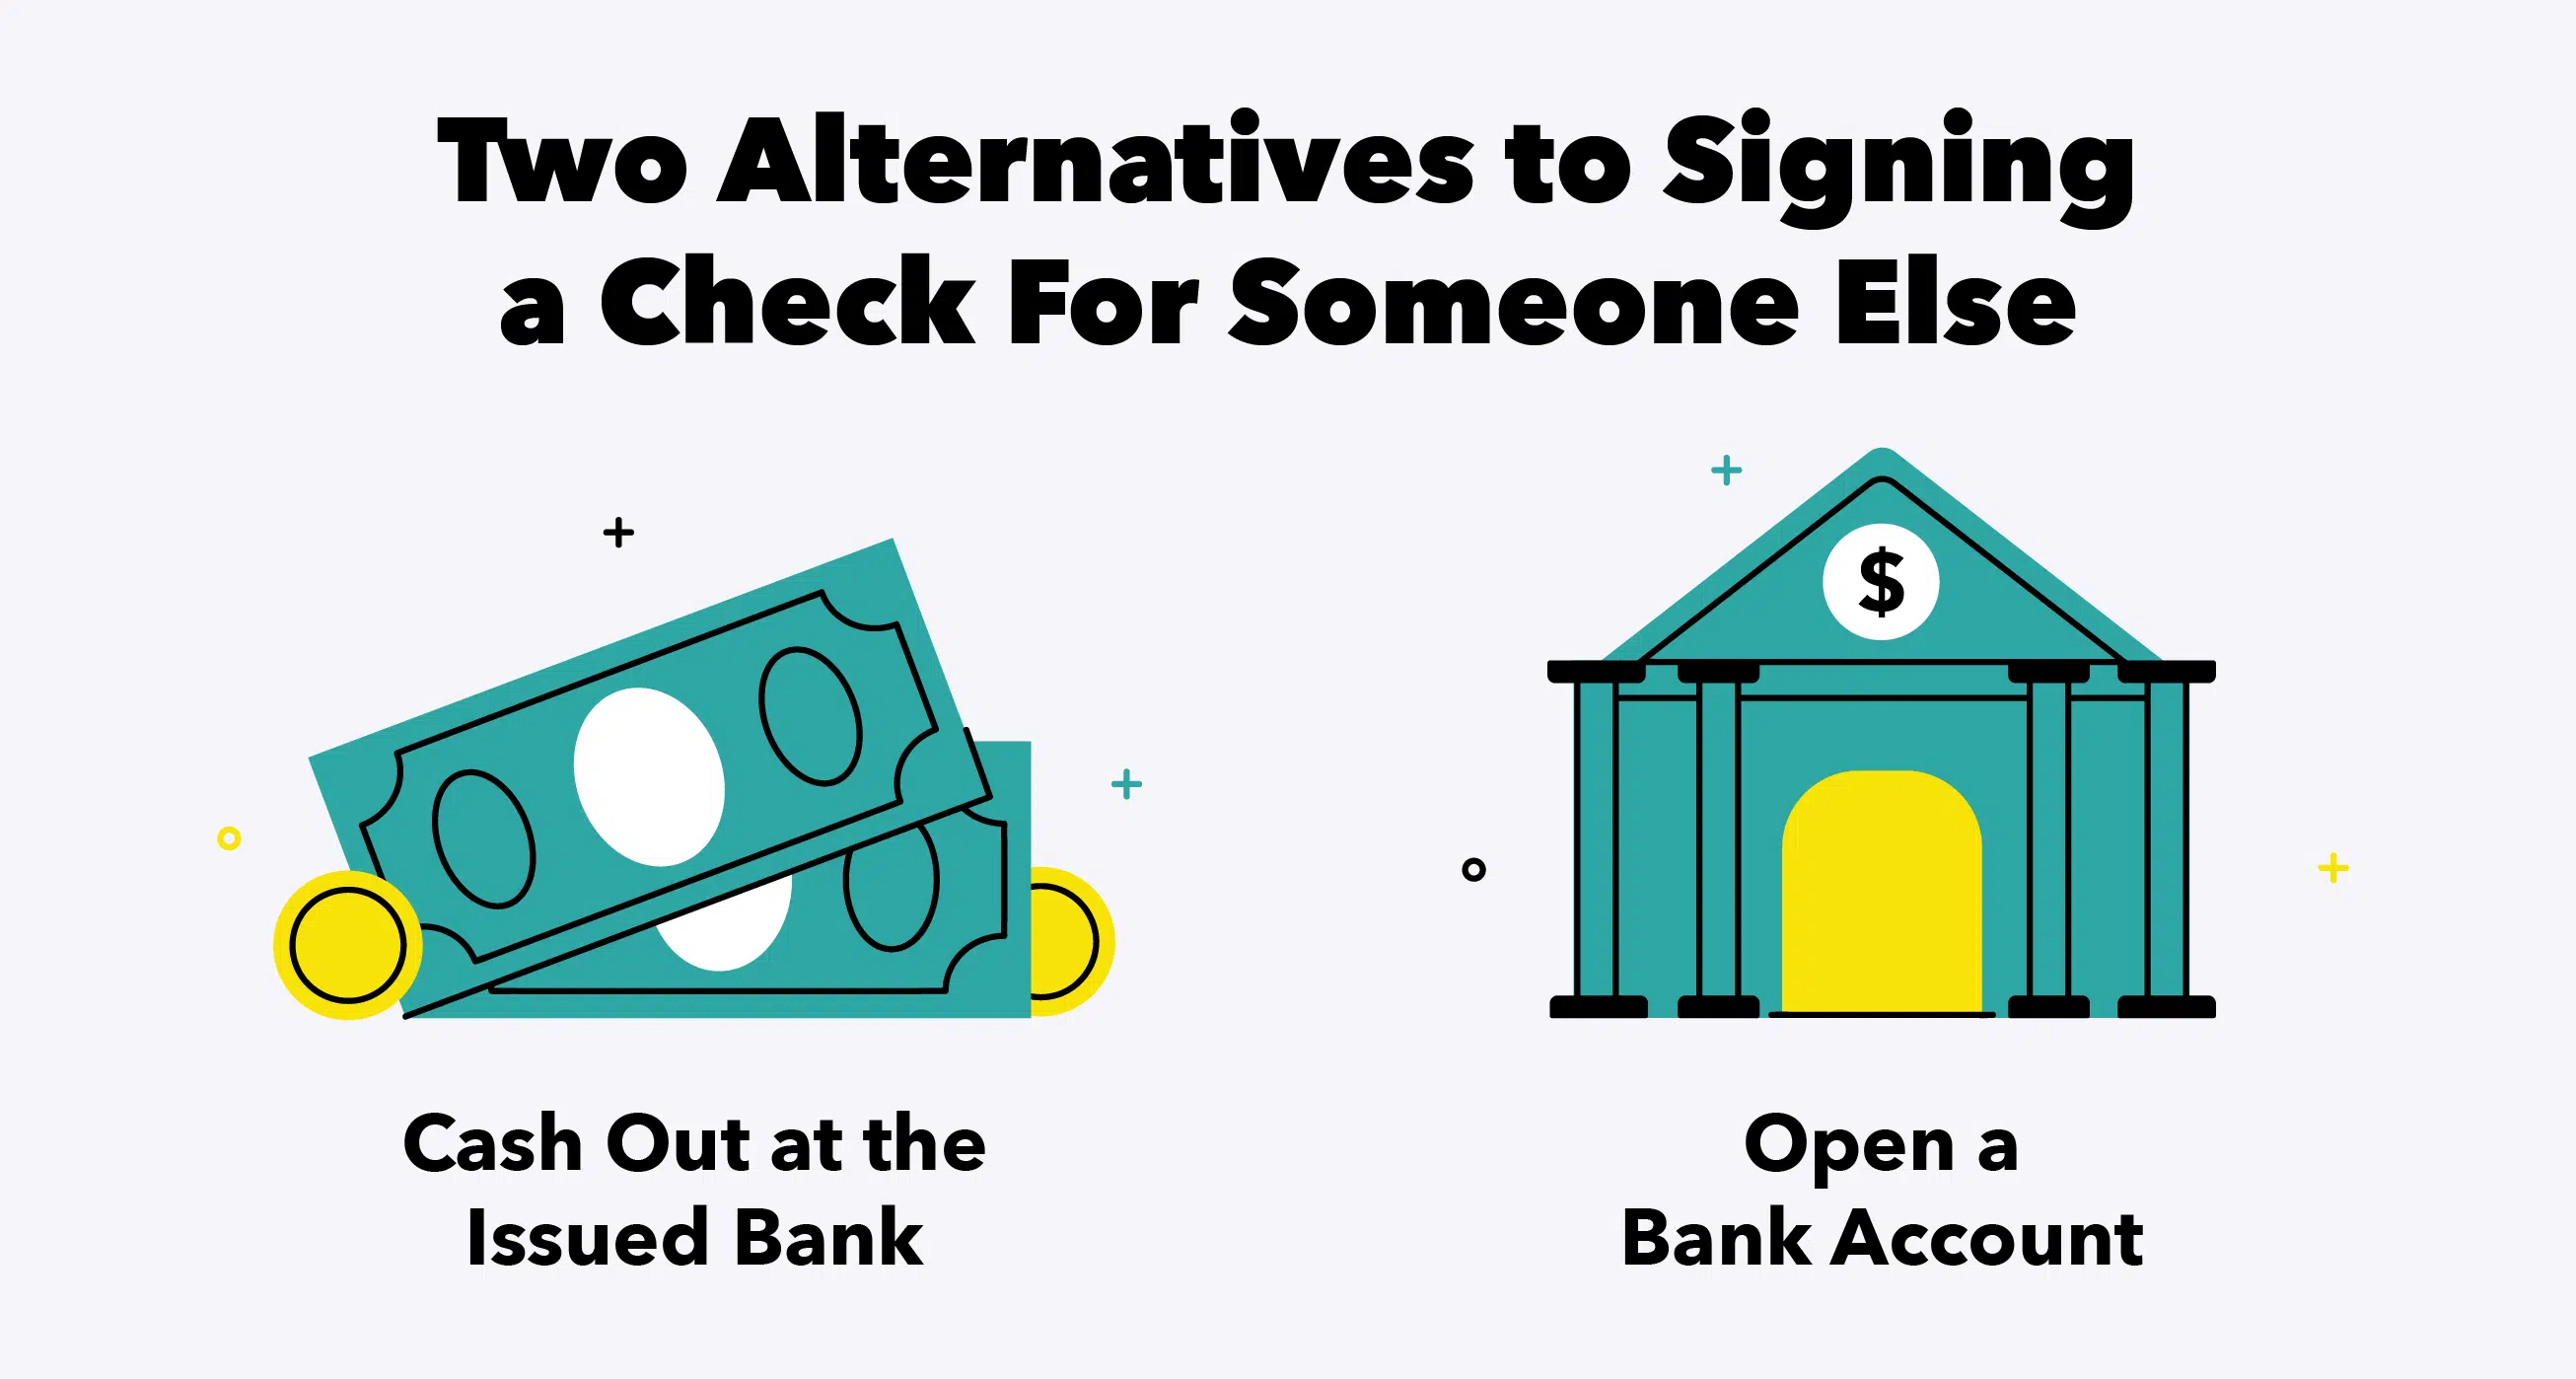 Two Alternatives to Signing
a Check For Someone Else
$
Cash Out at the
Issued Bank
Open a
Bank Account